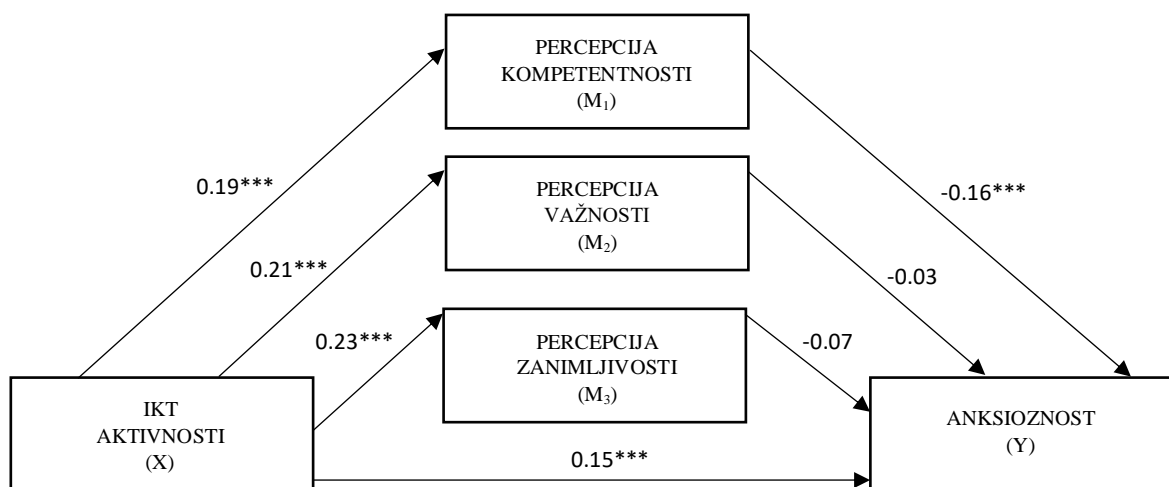 PERCEPCIJA
KOMPETENTNOSTI
(M₁)
0.19***
-0.16***
PERCEPCIJA
VAŽNOSTI
(M₂)
0.21***
-0.03
PERCEPCIJA
ZANIMLJIVOSTI
(M₃)
0.23***
-0.07
IKT
AKTIVNOSTI
(X)
0.15***
ANKSIOZNOST
(Y)